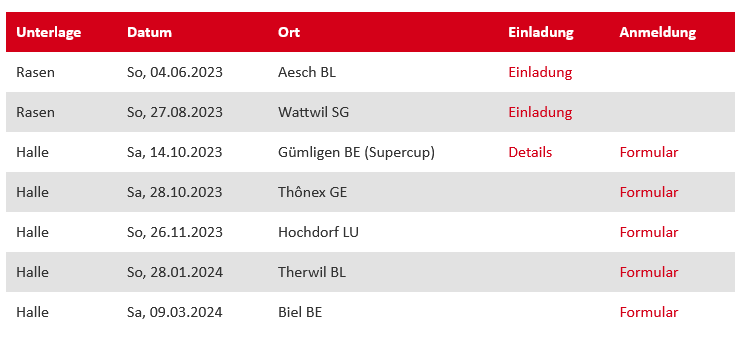 Unterlage Datum Ort Einladung Anmeldung
Rasen So, 04.06.2023 Aesch BL Einladung
Rasen So, 27.08.2023 Wattwil SG Einladung
Halle Sa, 14.10.2023 Gümligen BE (Supercup) Details Formular
Halle Sa, 28.10.2023 Thônex GE Formular
Halle So, 26.11.2023 Hochdorf LU Formular
Halle So, 28.01.2024 Therwil BL Formular
Halle Sa, 09.03.2024 Biel BE Formular